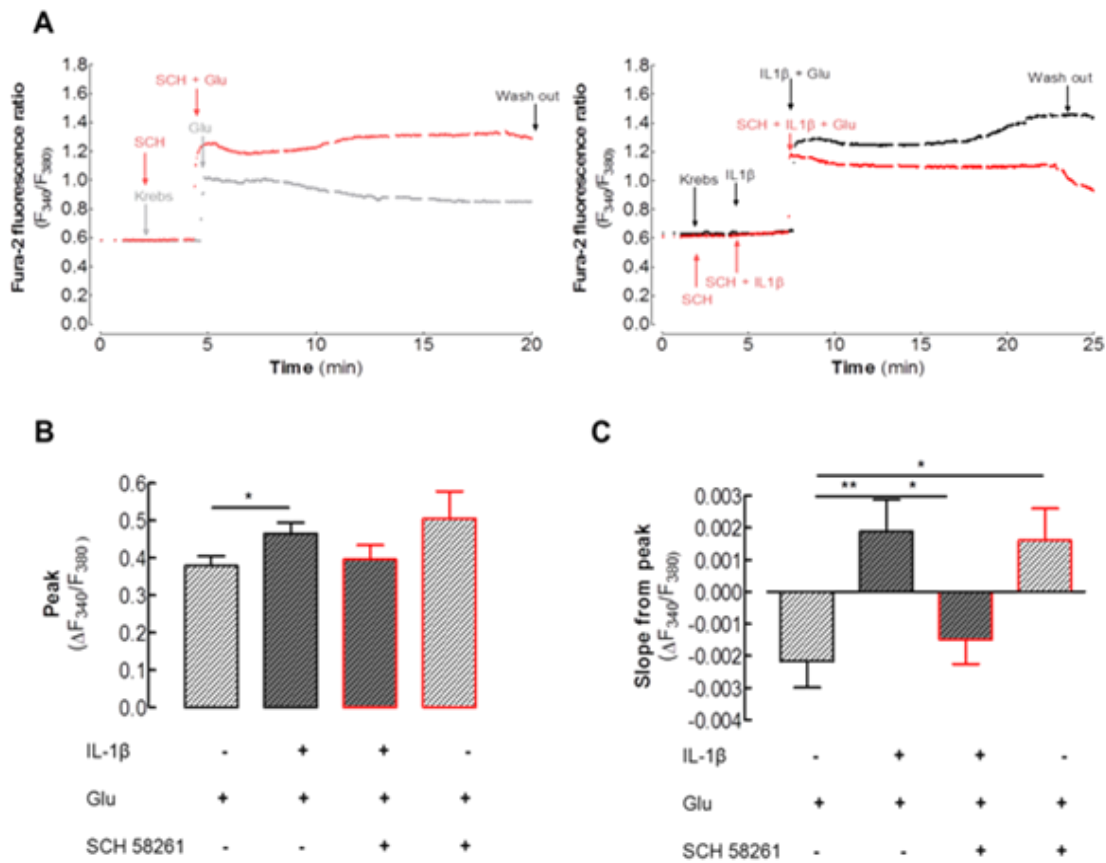 A
Fura-2 fluorescence ratio
(F340/F380)
1.8
1.6
1.4
1.2
1.0
0.8
0.6
0.4
0.2
0.0
SCH + Glu
SCH
Glu
Krebs
Wash out
0 5 10 15 20
Time (min)
Fura-2 fluorescence ratio
(F340/F380)
1.8
1.6
1.4
1.2
1.0
0.8
0.6
0.4
0.2
0.0
IL1β + Glu
Wash out
SCH + IL1β + Glu
Krebs IL1β
SCH + IL1β
SCH
0 5 10 15 20 25
Time (min)
B
Peak
(ΔF340/F380)
0.6
0.5
0.4
0.3
0.2
0.1
0.0
*
IL-1β - + + -
Glu + + + +
SCH 58261 - - + +
C
Slope from peak
(ΔF340/F380)
0.003
0.002
0.001
0.000
-0.001
-0.002
-0.003
-0.004
*
** *
IL-1β - + + -
Glu + + + +
SCH 58261 - - + +